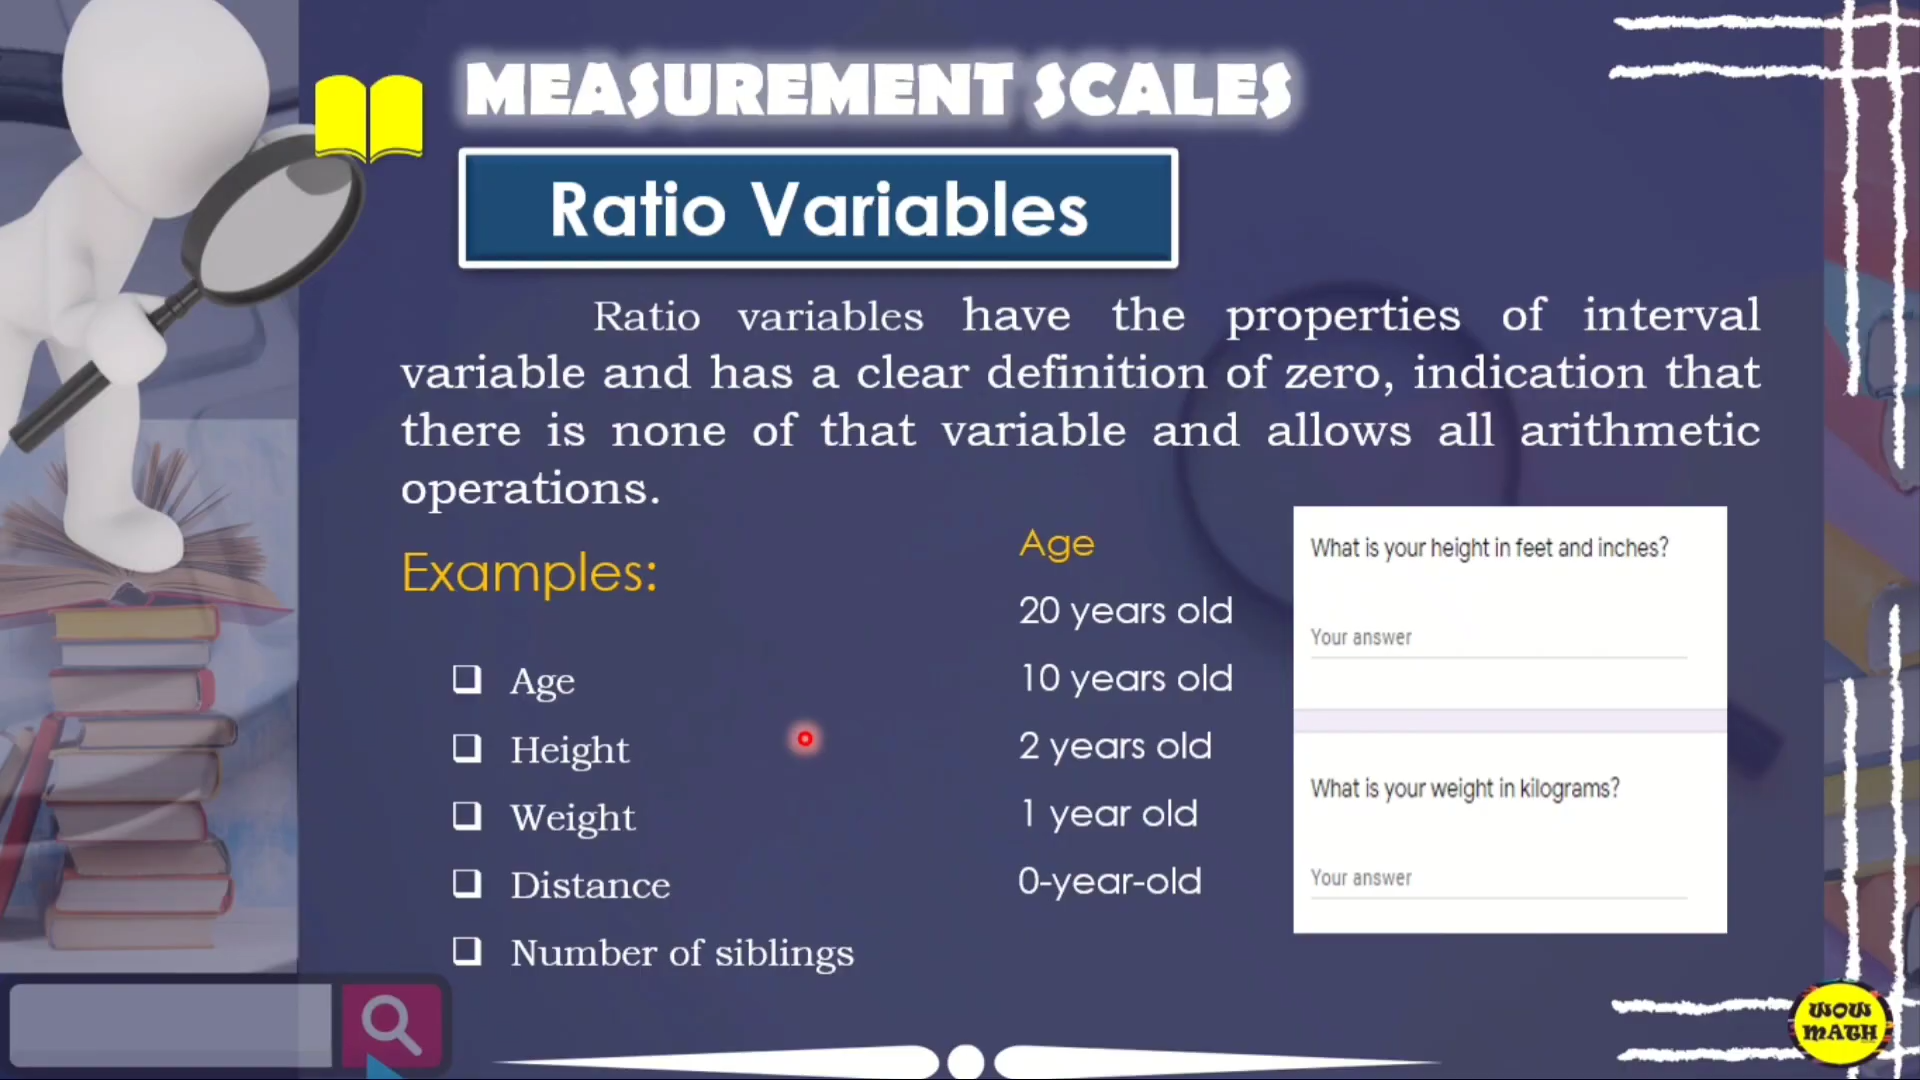 MEASUREMENT SCALES
Ratio Variables
Ratio variables have the properties of interval
variable and has a clear definition of zero, indication that
there is none of that variable and allows all arithmetic
operations.
Examples:
❑ Age
❑ Height
❑ Weight
❑ Distance
❑ Number of siblings
Age
20 years old
10 years old
2 years old
1 year old
0-year-old
What is your height in feet and inches?
Your answer
What is your weight in kilograms?
Your answer
WOW
MATH